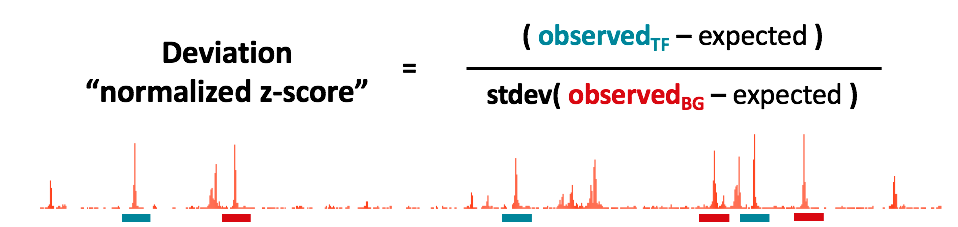 Deviation
“normalized z-score”
=
( observedTF – expected )
stdev( observedBG – expected )